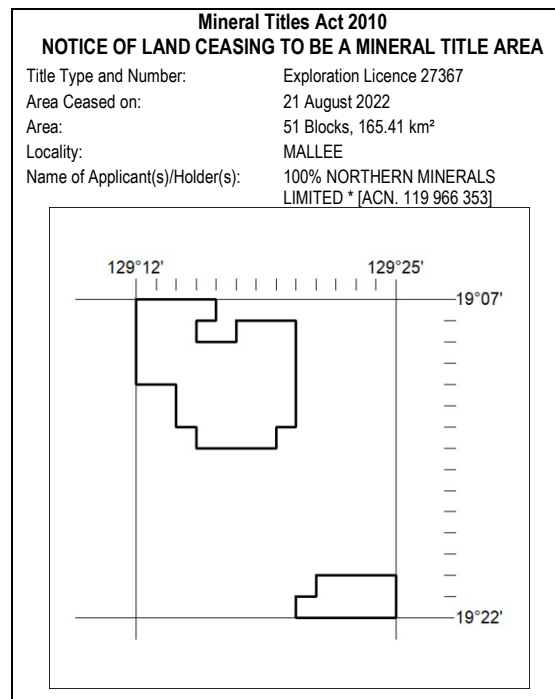 Mineral Titles Act 2010
NOTICE OF LAND CEASING TO BE A MINERAL TITLE AREA
Title Type and Number: Exploration Licence 27367
Area Ceased on: 21 August 2022
Area: 51 Blocks, 165.41 km²
Locality: MALLEE
Name of Applicant(s)/Holder(s): 100% NORTHERN MINERALS
LIMITED * [ACN. 119 966 353]
129°12' 129°25'
19°07'
19°22'